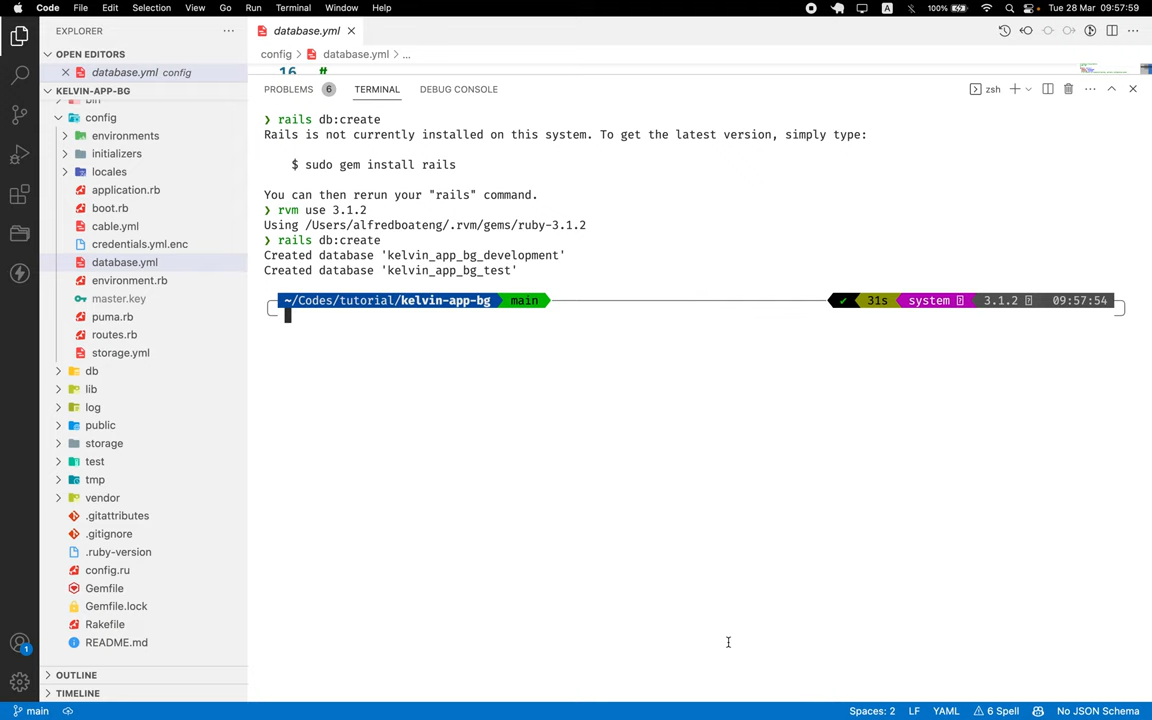 Code File Edit Selection View Go Run Terminal Window Help A 100% Tue 28 Mar 09:57:59
EXPLORER
OPEN EDITORS
database.yml config
KELVIN-APP-BG
bin
config
environments
initializers
locales
application.rb
boot.rb
cable.yml
credentials.yml.enc
database.yml
environment.rb
master.key
puma.rb
routes.rb
storage.yml
db
lib
log
public
storage
test
tmp
vendor
.gitattributes
.gitignore
.ruby-version
config.ru
Gemfile
Gemfile.lock
Rakefile
README.md
OUTLINE
TIMELINE
database.yml
config > database.yml > ...
16 #
PROBLEMS 6 TERMINAL DEBUG CONSOLE zsh
❯ rails db:create
Rails is not currently installed on this system. To get the latest version, simply type:
$ sudo gem install rails
You can then rerun your "rails" command.
❯ rvm use 3.1.2
Using /Users/alfredboateng/.rvm/gems/ruby-3.1.2
❯ rails db:create
Created database 'kelvin_app_bg_development'
Created database 'kelvin_app_bg_test'
~/Codes/tutorial/kelvin-app-bg main ✔ 31s system 3.1.2 09:57:54
1
main Spaces: 2 LF YAML 6 Spell No JSON Schema